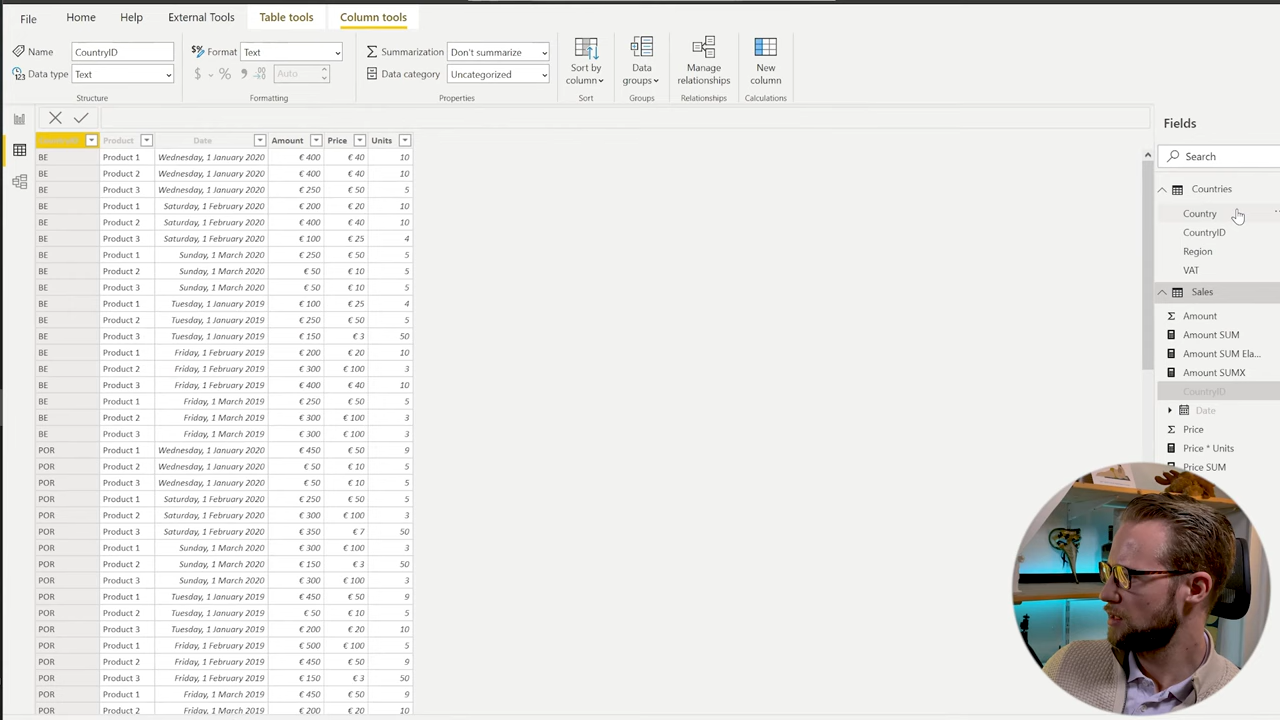 File Home Help External Tools Table tools Column tools
Name CountryID Format Text Summarization Don't summarize
Data type Text $ % Auto Data category Uncategorized
Sort by column Data groups Manage relationships New column
Structure Formatting Properties Sort Groups Relationships Calculations
Product Date Amount Price Units
BE Product 1 Wednesday, 1 January 2020 € 400 € 40 10
BE Product 2 Wednesday, 1 January 2020 € 400 € 40 10
BE Product 3 Wednesday, 1 January 2020 € 250 € 50 5
BE Product 1 Saturday, 1 February 2020 € 200 € 20 10
BE Product 2 Saturday, 1 February 2020 € 400 € 40 10
BE Product 3 Saturday, 1 February 2020 € 100 € 25 4
BE Product 1 Sunday, 1 March 2020 € 250 € 50 5
BE Product 2 Sunday, 1 March 2020 € 50 € 10 5
BE Product 3 Sunday, 1 March 2020 € 50 € 10 5
BE Product 1 Tuesday, 1 January 2019 € 100 € 25 4
BE Product 2 Tuesday, 1 January 2019 € 250 € 50 5
BE Product 3 Tuesday, 1 January 2019 € 150 € 3 50
BE Product 1 Friday, 1 February 2019 € 200 € 20 10
BE Product 2 Friday, 1 February 2019 € 300 € 100 3
BE Product 3 Friday, 1 February 2019 € 400 € 40 10
BE Product 1 Friday, 1 March 2019 € 250 € 50 5
BE Product 2 Friday, 1 March 2019 € 300 € 100 3
BE Product 3 Friday, 1 March 2019 € 300 € 100 3
POR Product 1 Wednesday, 1 January 2020 € 450 € 50 9
POR Product 2 Wednesday, 1 January 2020 € 50 € 10 5
POR Product 3 Wednesday, 1 January 2020 € 50 € 10 5
POR Product 1 Saturday, 1 February 2020 € 250 € 50 5
POR Product 2 Saturday, 1 February 2020 € 300 € 100 3
POR Product 3 Saturday, 1 February 2020 € 350 € 7 50
POR Product 1 Sunday, 1 March 2020 € 300 € 100 3
POR Product 2 Sunday, 1 March 2020 € 150 € 3 50
POR Product 3 Sunday, 1 March 2020 € 300 € 100 3
POR Product 1 Tuesday, 1 January 2019 € 450 € 50 9
POR Product 2 Tuesday, 1 January 2019 € 50 € 10 5
POR Product 3 Tuesday, 1 January 2019 € 200 € 20 10
POR Product 1 Friday, 1 February 2019 € 500 € 100 5
POR Product 2 Friday, 1 February 2019 € 450 € 50 9
POR Product 3 Friday, 1 February 2019 € 150 € 3 50
POR Product 1 Friday, 1 March 2019 € 450 € 50 9
POR Product 2 Friday, 1 March 2019 € 200 € 20 10
Fields
Search
Countries
Country
CountryID
Region
VAT
Sales
Amount
Amount SUM
Amount SUM Ela...
Amount SUMX
CountryID
Date
Price
Price * Units
Price SUM